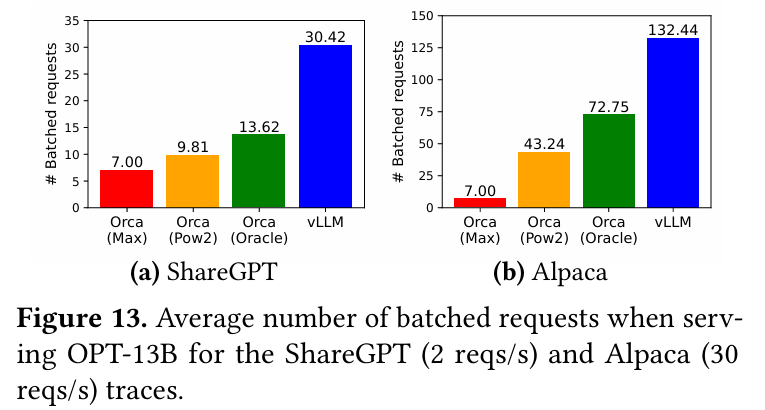 35
30
25
20
15
10
5
0
# Batched requests
7.00
9.81
13.62
30.42
Orca
(Max)
Orca
(Pow2)
Orca
(Oracle)
vLLM
(a) ShareGPT
150
125
100
75
50
25
0
# Batched requests
7.00
43.24
72.75
132.44
Orca
(Max)
Orca
(Pow2)
Orca
(Oracle)
vLLM
(b) Alpaca
Figure 13. Average number of batched requests when serv-
ing OPT-13B for the ShareGPT (2 reqs/s) and Alpaca (30
reqs/s) traces.